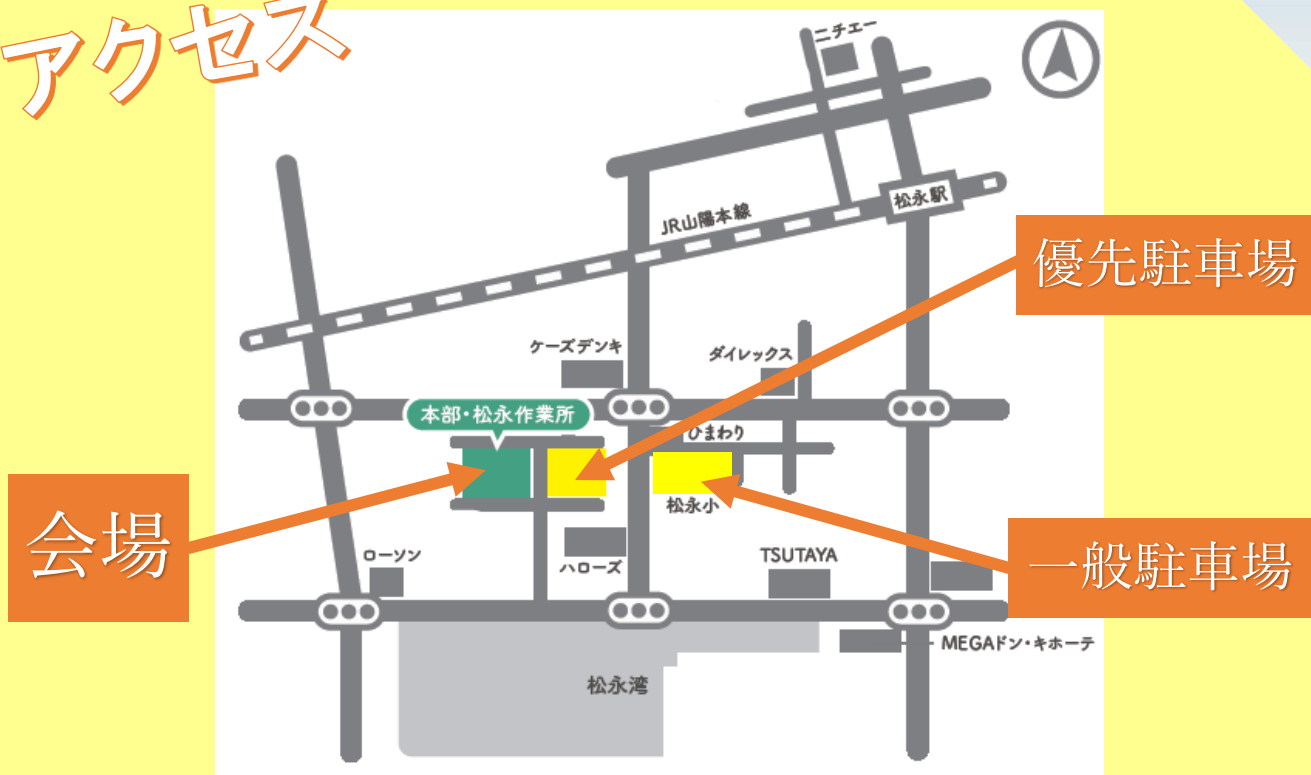 アクセス
ニチエー
松永駅
JR山陽本線
優先駐車場
ケーズデンキ
ダイレックス
本部・松永作業所
ひまわり
松永小
会場
ローソン
ハローズ
TSUTAYA
一般駐車場
MEGAドン・キホーテ
松永湾